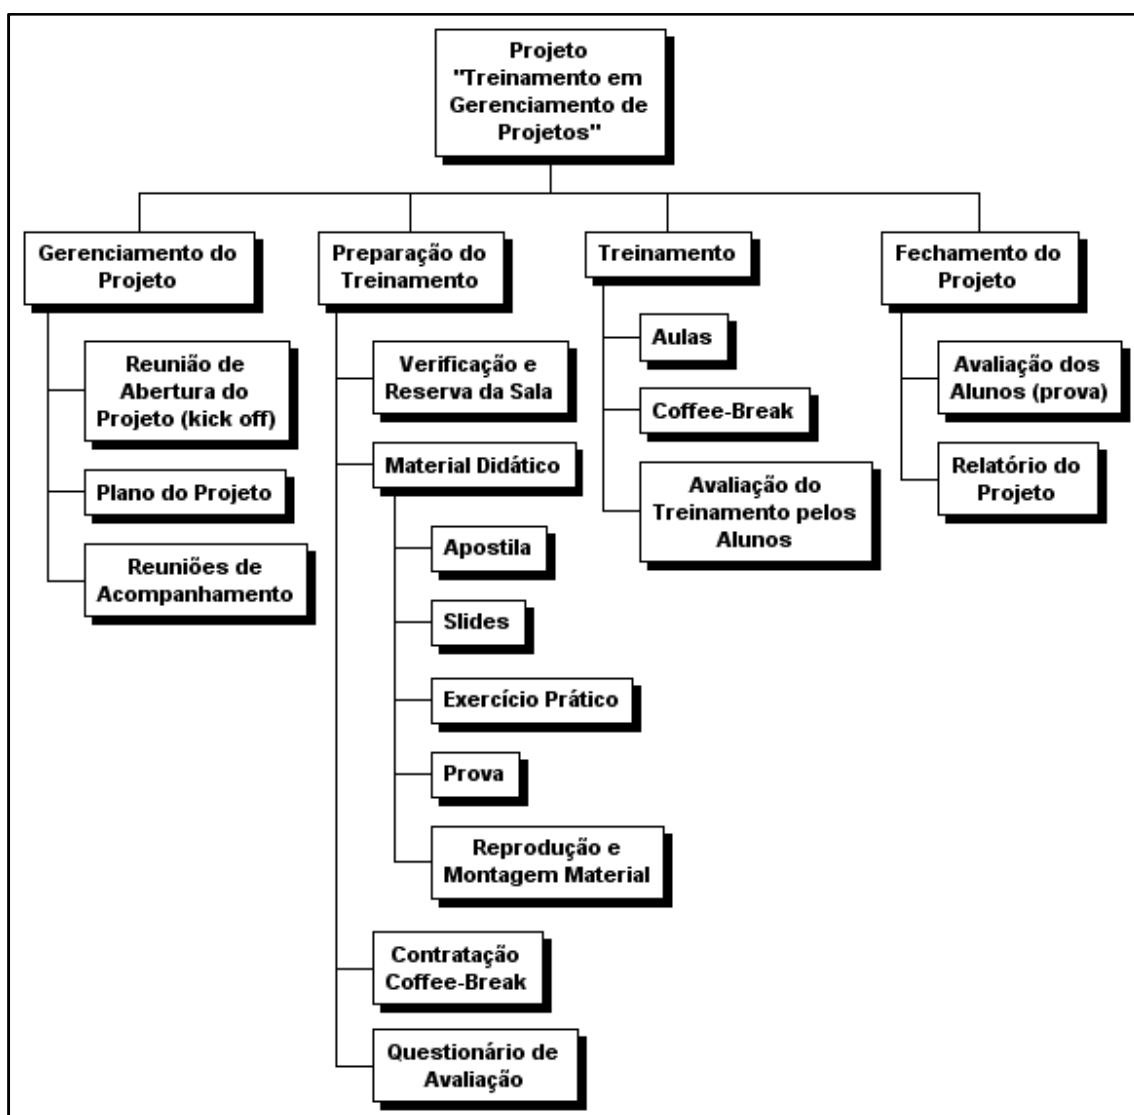 Projeto
"Treinamento em
Gerenciamento de
Projetos"
Gerenciamento do
Projeto
Reunião de
Abertura do
Projeto (kick off)
Plano do Projeto
Reuniões de
Acompanhamento
Preparação do
Treinamento
Verificação e
Reserva da Sala
Material Didático
Apostila
Slides
Exercício Prático
Prova
Reprodução e
Montagem Material
Contratação
Coffee-Break
Questionário de
Avaliação
Treinamento
Aulas
Coffee-Break
Avaliação do
Treinamento pelos
Alunos
Fechamento do
Projeto
Avaliação dos
Alunos (prova)
Relatório do
Projeto